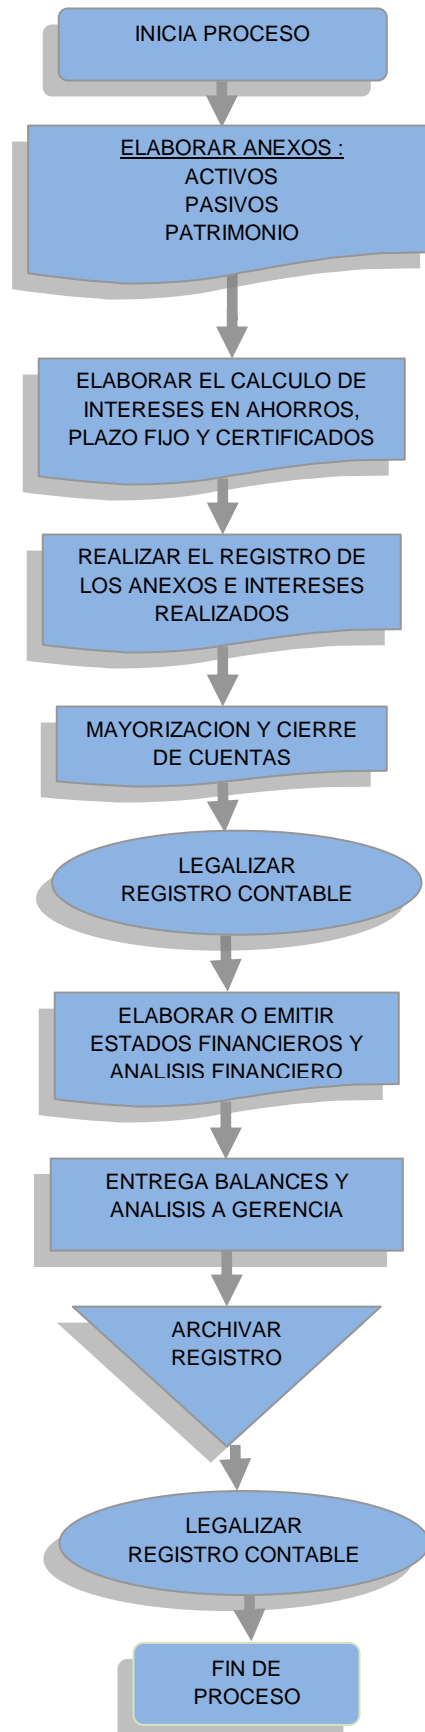 INICIA PROCESO
ELABORAR ANEXOS :
ACTIVOS
PASIVOS
PATRIMONIO
ELABORAR EL CALCULO DE
INTERESES EN AHORROS,
PLAZO FIJO Y CERTIFICADOS
REALIZAR EL REGISTRO DE
LOS ANEXOS E INTERESES
REALIZADOS
MAYORIZACION Y CIERRE
DE CUENTAS
LEGALIZAR
REGISTRO CONTABLE
ELABORAR O EMITIR
ESTADOS FINANCIEROS Y
ANALISIS FINANCIERO
ENTREGA BALANCES Y
ANALISIS A GERENCIA
ARCHIVAR
REGISTRO
LEGALIZAR
REGISTRO CONTABLE
FIN DE
PROCESO